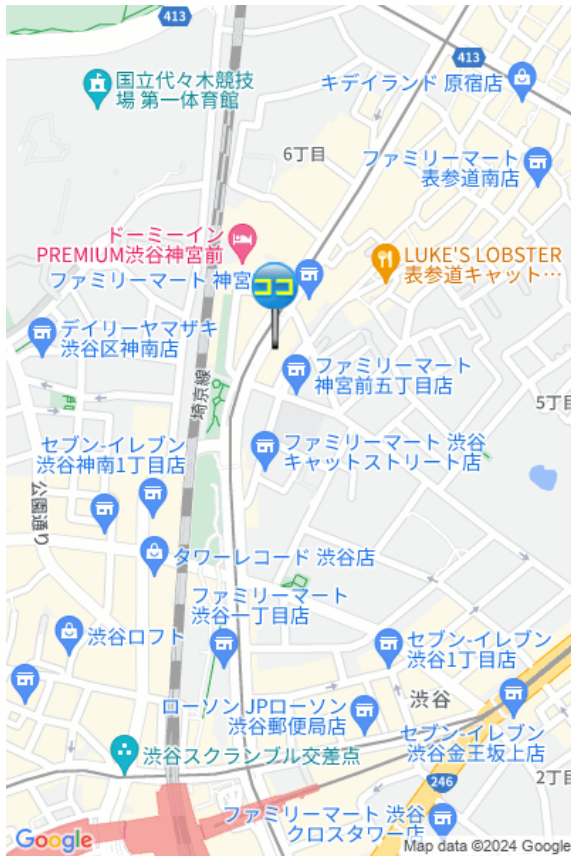 413
413
国立代々木競技
場 第一体育館
キデイランド 原宿店
6丁目
ファミリーマート
表参道南店
ドーミーイン
PREMIUM渋谷神宮前
LUKE'S LOBSTER
表参道キャット…
ファミリーマート 神宮
ココ
デイリーヤマザキ
渋谷区神南店
ファミリーマート
神宮前五丁目店
埼京線
5丁目
セブン-イレブン
渋谷神南1丁目店
ファミリーマート 渋谷
キャットストリート店
公園通り
タワーレコード 渋谷店
ファミリーマート
渋谷一丁目店
渋谷ロフト
セブン-イレブン
渋谷1丁目店
渋谷
ローソン JPローソン
渋谷郵便局店
セブン-イレブン
渋谷金王坂上店
渋谷スクランブル交差点
246
2丁目
ファミリーマート 渋谷
クロスタワー店
Google
Map data ©2024 Google